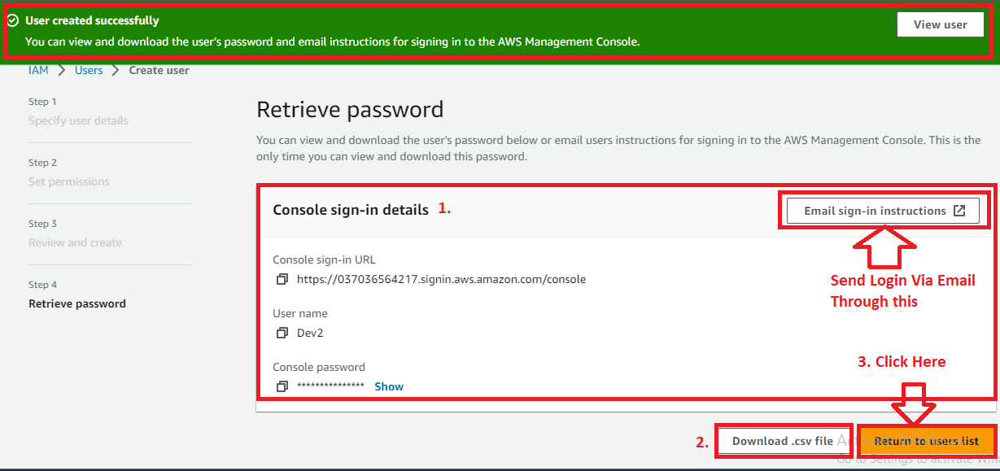 User created successfully
You can view and download the user's password and email instructions for signing in to the AWS Management Console.
View user
IAM > Users > Create user
Step 1
Specify user details
Step 2
Set permissions
Step 3
Review and create
Step 4
Retrieve password
Retrieve password
You can view and download the user's password below or email users instructions for signing in to the AWS Management Console. This is the
only time you can view and download this password.
Console sign-in details 1.
Email sign-in instructions
Console sign-in URL
https://037036564217.signin.aws.amazon.com/console
User name
Dev2
Console password
*************** Show
Send Login Via Email
Through this
3. Click Here
2. Download .csv file
Return to users list
Go to Settings to activate